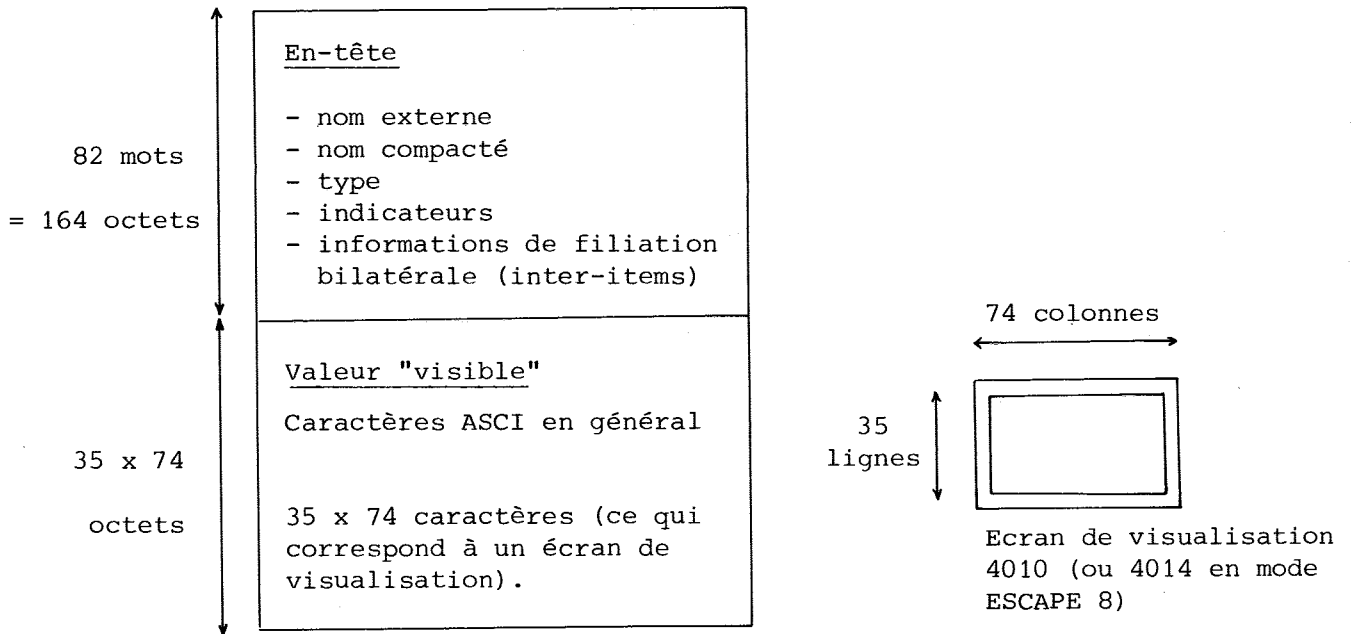 82 mots
= 164 octets
En-tête
- nom externe
- nom compacté
- type
- indicateurs
- informations de filiation
bilatérale (inter-items)
35 x 74
octets
Valeur "visible"
Caractères ASCI en général
35 x 74 caractères (ce qui
correspond à un écran de
visualisation).
74 colonnes
35
lignes
Ecran de visualisation
4010 (ou 4014 en mode
ESCAPE 8)